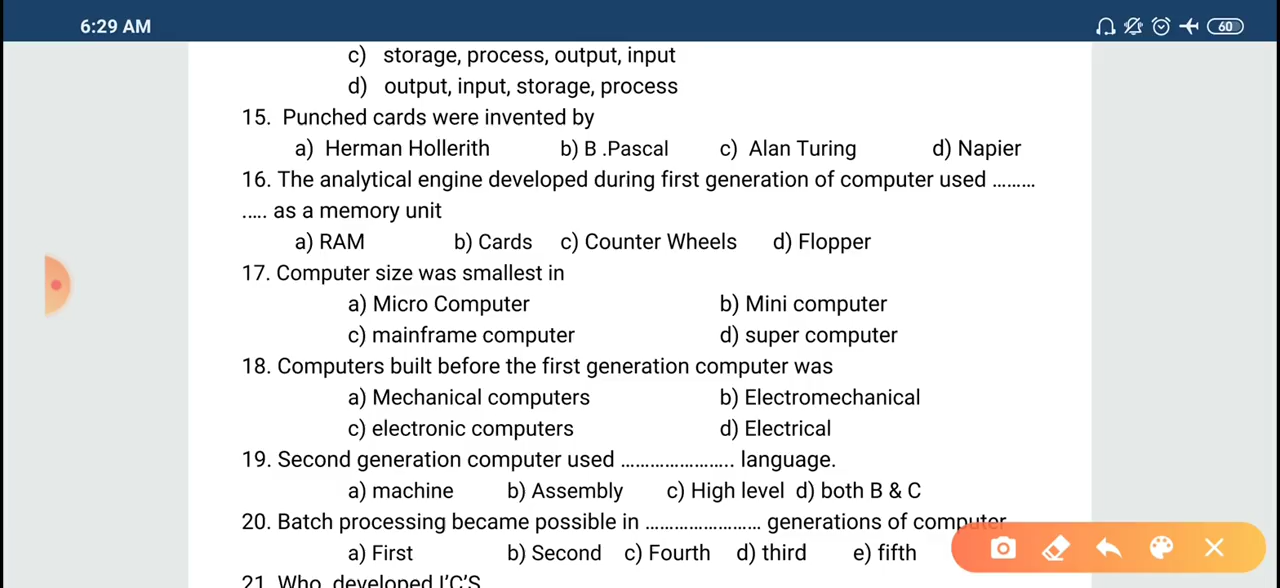 6:29 AM
60
c) storage, process, output, input
d) output, input, storage, process
15. Punched cards were invented by
a) Herman Hollerith b) B .Pascal c) Alan Turing d) Napier
16. The analytical engine developed during first generation of computer used .........
..... as a memory unit
a) RAM b) Cards c) Counter Wheels d) Flopper
17. Computer size was smallest in
a) Micro Computer b) Mini computer
c) mainframe computer d) super computer
18. Computers built before the first generation computer was
a) Mechanical computers b) Electromechanical
c) electronic computers d) Electrical
19. Second generation computer used ...................... language.
a) machine b) Assembly c) High level d) both B & C
20. Batch processing became possible in ...................... generations of computer
a) First b) Second c) Fourth d) third e) fifth
21. Who developed I'C'S